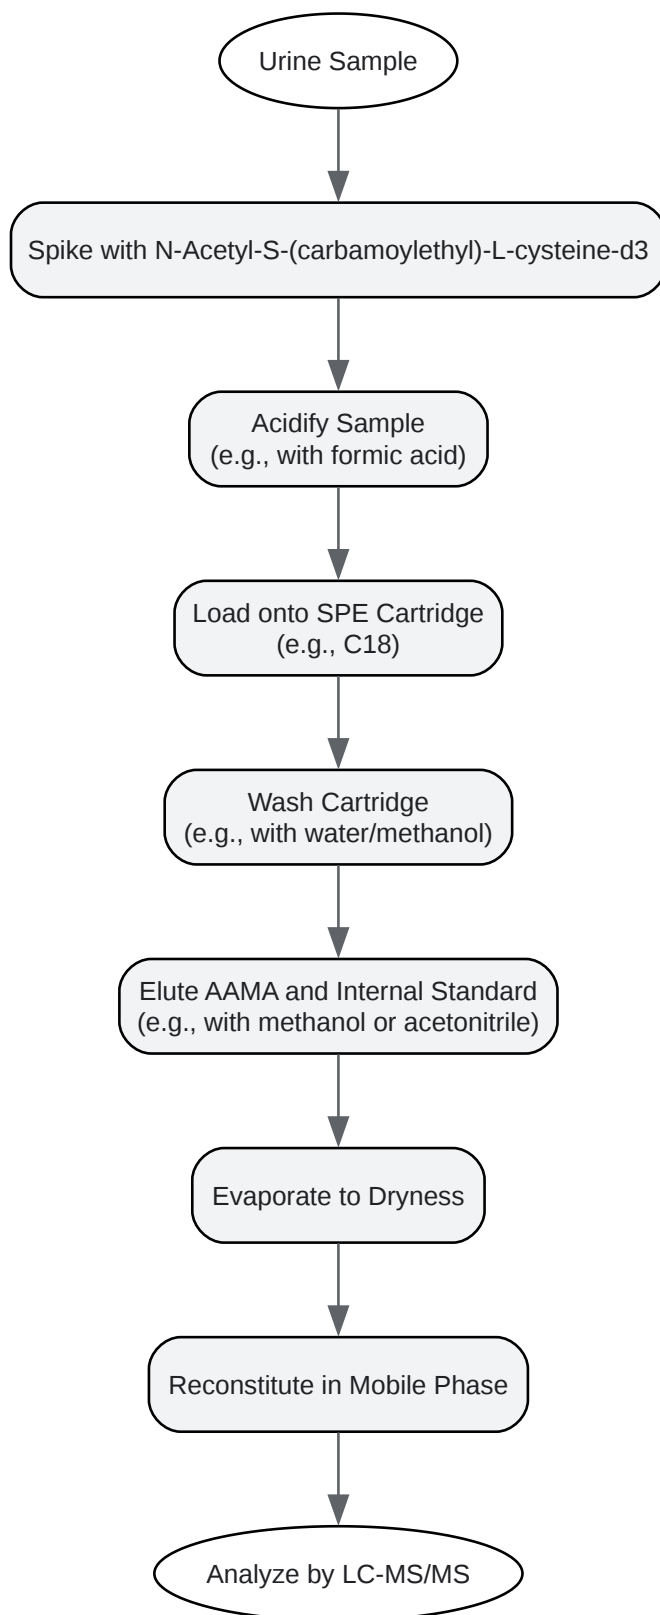 Urine Sample
Spike with N-Acetyl-S-(carbamoylethyl)-L-cysteine-d3
Acidify Sample
(e.g., with formic acid)
Load onto SPE Cartridge
(e.g., C18)
Wash Cartridge
(e.g., with water/methanol)
Elute AAMA and Internal Standard
(e.g., with methanol or acetonitrile)
Evaporate to Dryness
Reconstitute in Mobile Phase
Analyze by LC-MS/MS